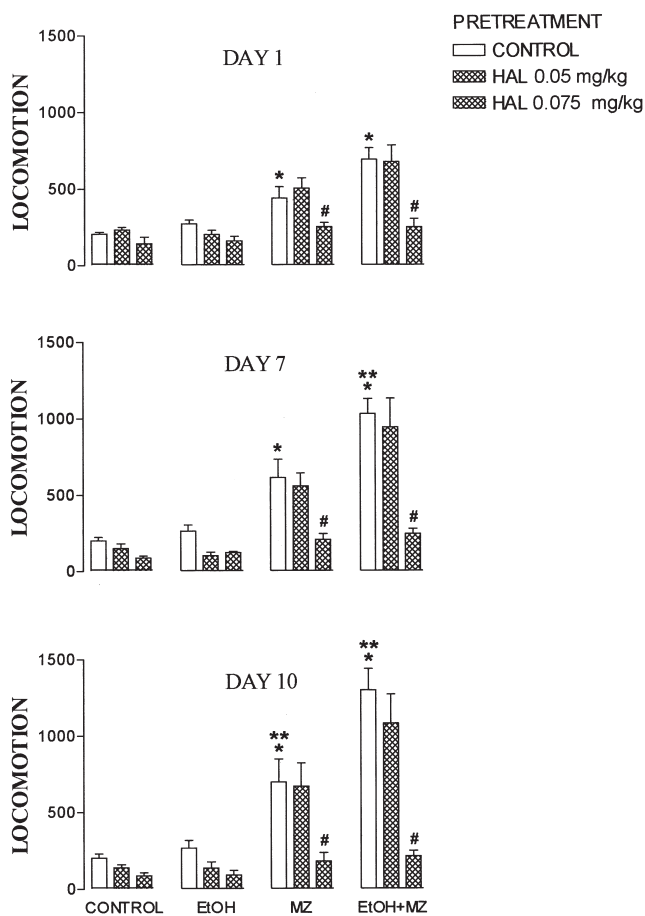 PRETREATMENT
CONTROL
HAL 0.05 mg/kg
HAL 0.075 mg/kg
DAY 1
LOCOMOTION
1500
1000
500
0
*
#
*
#
DAY 7
LOCOMOTION
1500
1000
500
0
*
#
**
*
#
DAY 10
LOCOMOTION
1500
1000
500
0
**
*
#
**
*
#
CONTROL EtOH MZ EtOH+MZ